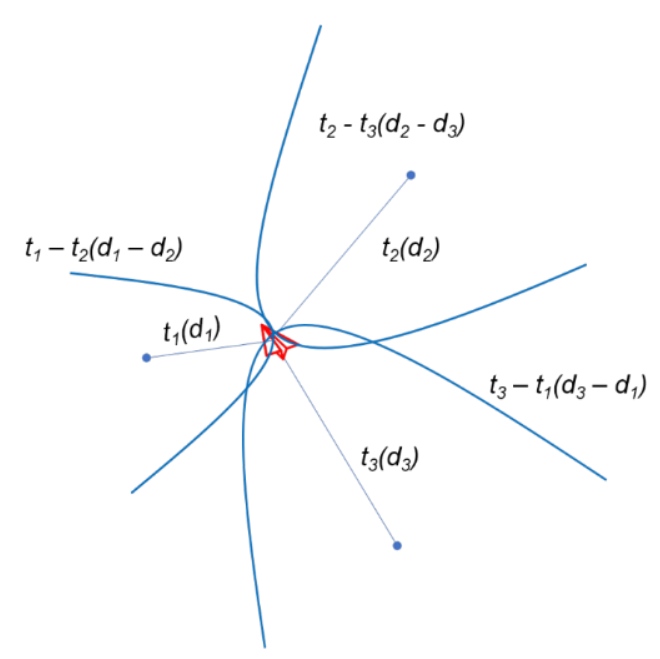 t₂ - t₃(d₂ - d₃)
t₁ – t₂(d₁ – d₂)
t₂(d₂)
t₁(d₁)
t₃ – t₁(d₃ – d₁)
t₃(d₃)